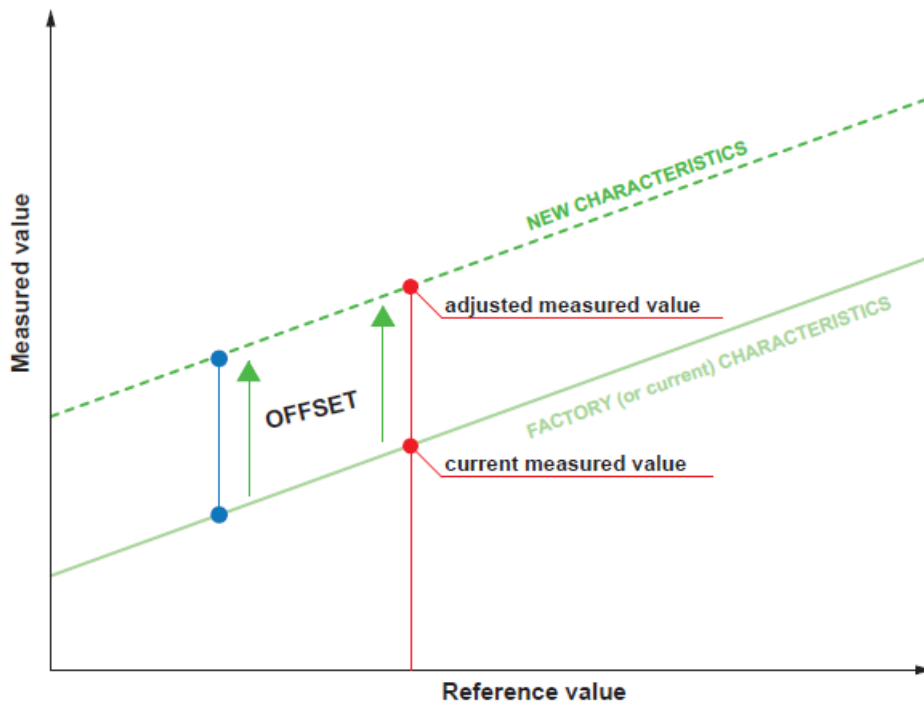 Measured value
NEW CHARACTERISTICS
adjusted measured value
OFFSET
FACTORY (or current) CHARACTERISTICS
current measured value
Reference value